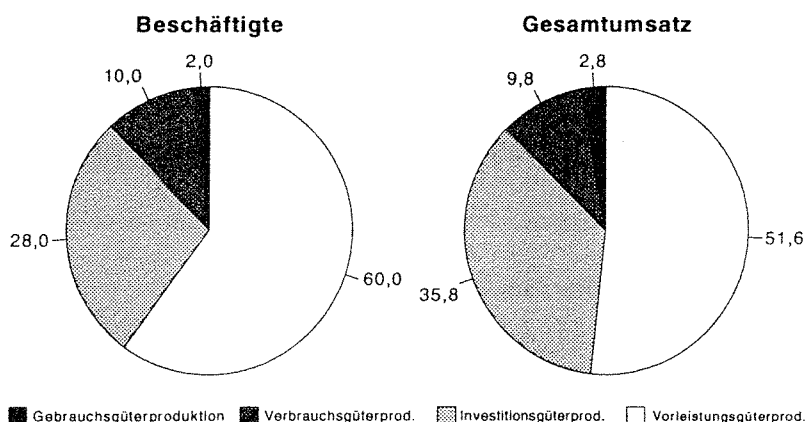 Beschäftigte
Gesamtumsatz
2,0
10,0
28,0
60,0
2,8
9,8
35,8
51,6
Gebrauchsgüterproduktion Verbrauchsgüterprod. Investitionsgüterprod. Vorleistungsgüterprod.